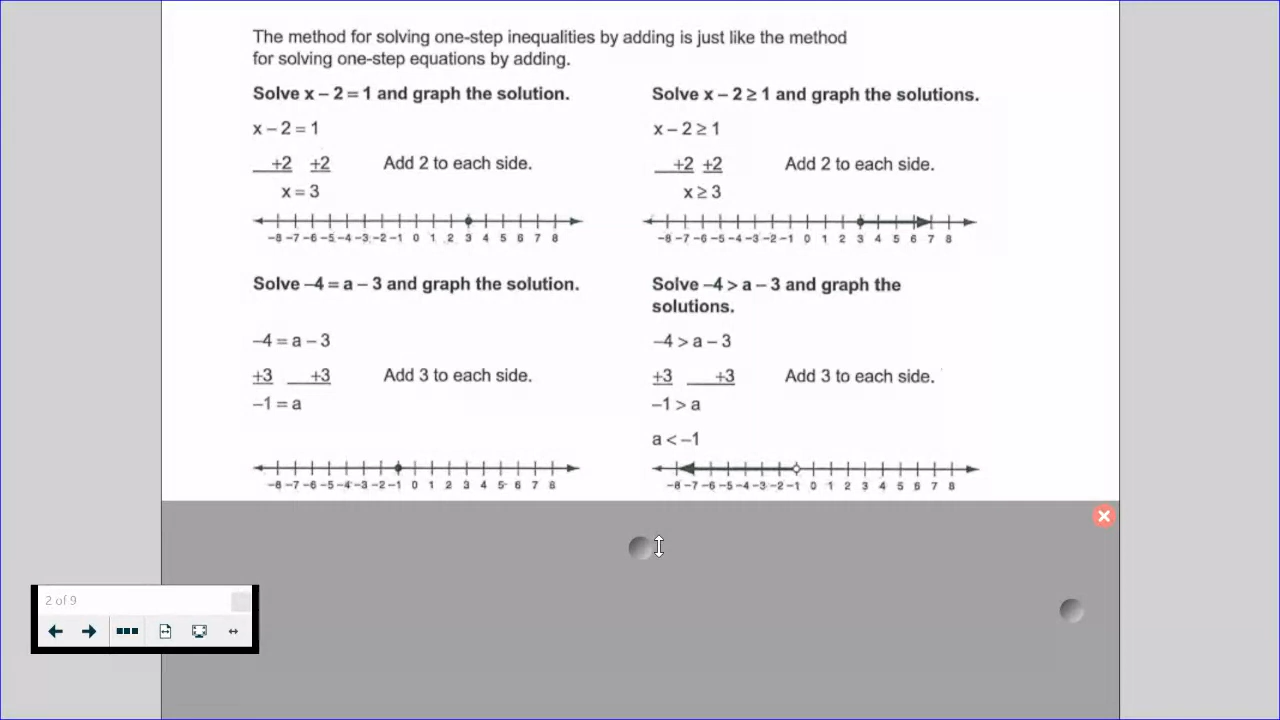 The method for solving one-step inequalities by adding is just like the method
for solving one-step equations by adding.
Solve x – 2 = 1 and graph the solution.
x – 2 = 1
+2 +2 Add 2 to each side.
x = 3
–8 –7 –6 –5 –4 –3 –2 –1 0 1 2 3 4 5 6 7 8
Solve x – 2 ≥ 1 and graph the solutions.
x – 2 ≥ 1
+2 +2 Add 2 to each side.
x ≥ 3
–8 –7 –6 –5 –4 –3 –2 –1 0 1 2 3 4 5 6 7 8
Solve –4 = a – 3 and graph the solution.
–4 = a – 3
+3 +3 Add 3 to each side.
–1 = a
–8 –7 –6 –5 –4 –3 –2 –1 0 1 2 3 4 5 6 7 8
Solve –4 > a – 3 and graph the
solutions.
–4 > a – 3
+3 +3 Add 3 to each side.
–1 > a
a < –1
–8 –7 –6 –5 –4 –3 –2 –1 0 1 2 3 4 5 6 7 8
2 of 9